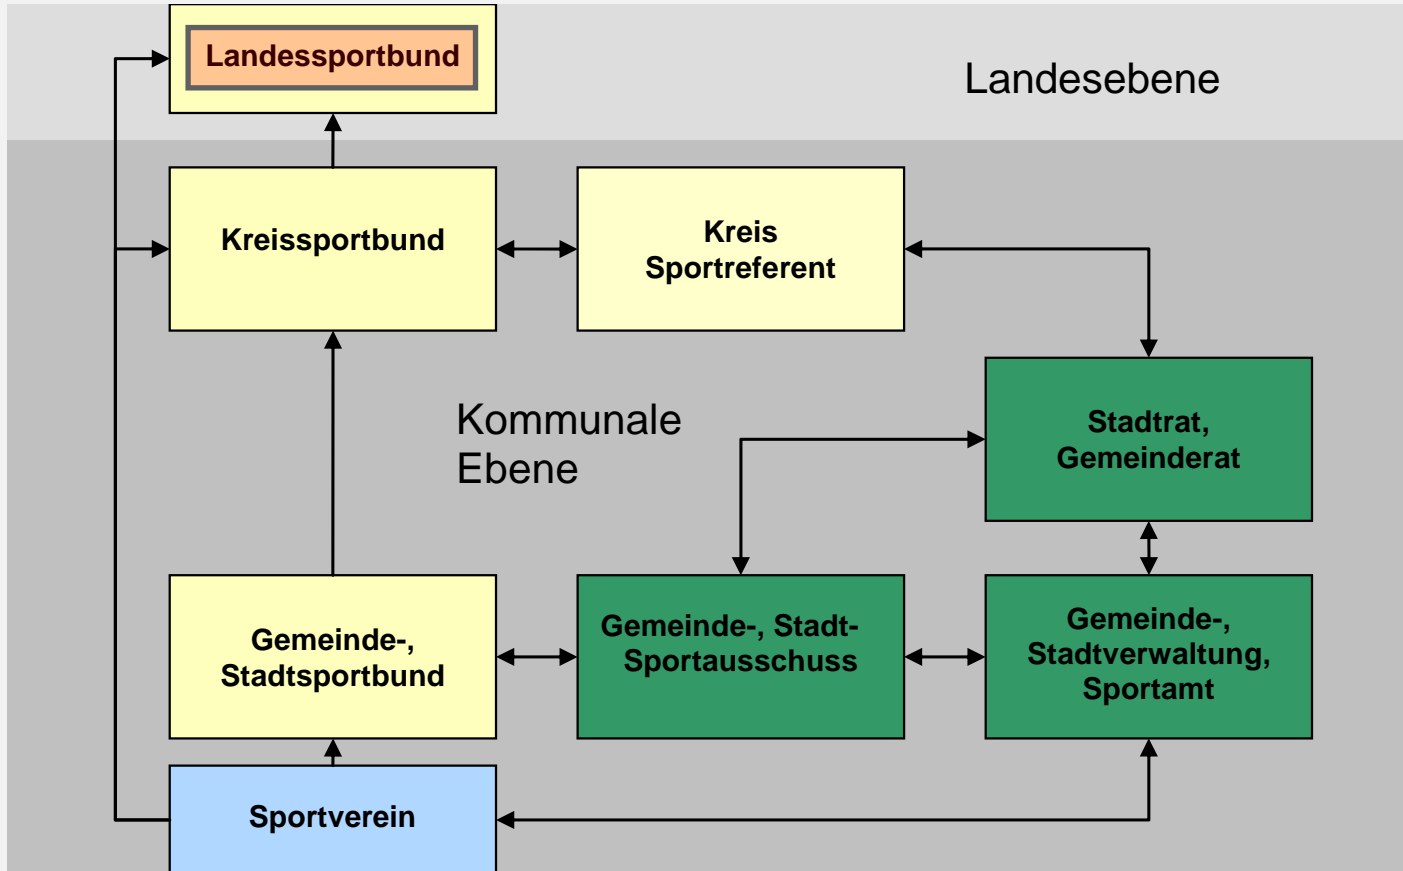 Landessportbund
Landesebene
Kreissportbund
Kreis
Sportreferent
Kommunale
Ebene
Stadtrat,
Gemeinderat
Gemeinde-,
Stadtsportbund
Gemeinde-, Stadt-
Sportausschuss
Gemeinde-,
Stadtverwaltung,
Sportamt
Sportverein